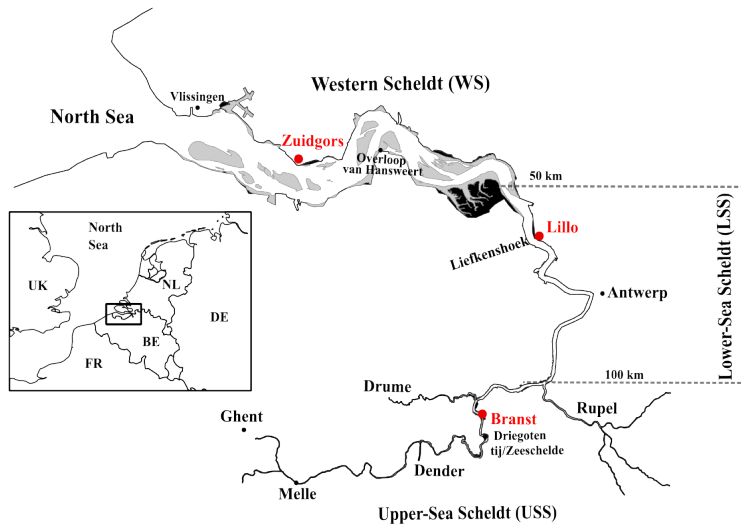 Western Scheldt (WS)
Vlissingen
North Sea
Zuidgors
Overloop
van Hansweert
50 km
Lillo
Liefkenshoek
Lower-Sea Scheldt (LSS)
Antwerp
North
Sea
UK
NL
DE
BE
FR
100 km
Drume
Rupel
Ghent
Branst
Driegoten
tij/Zeeschelde
Dender
Melle
Upper-Sea Scheldt (USS)